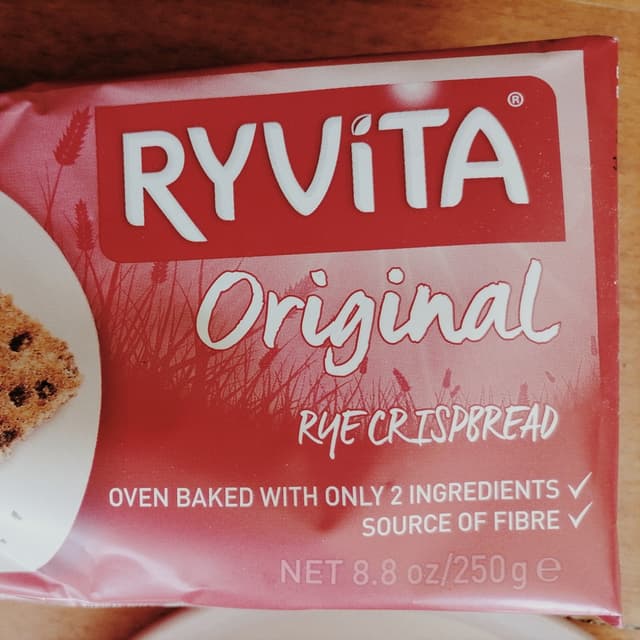 RYViTA®
Original
RYE CRISPBREAD
OVEN BAKED WITH ONLY 2 INGREDIENTS ✓
SOURCE OF FIBRE ✓
NET 8.8 oz/250g e